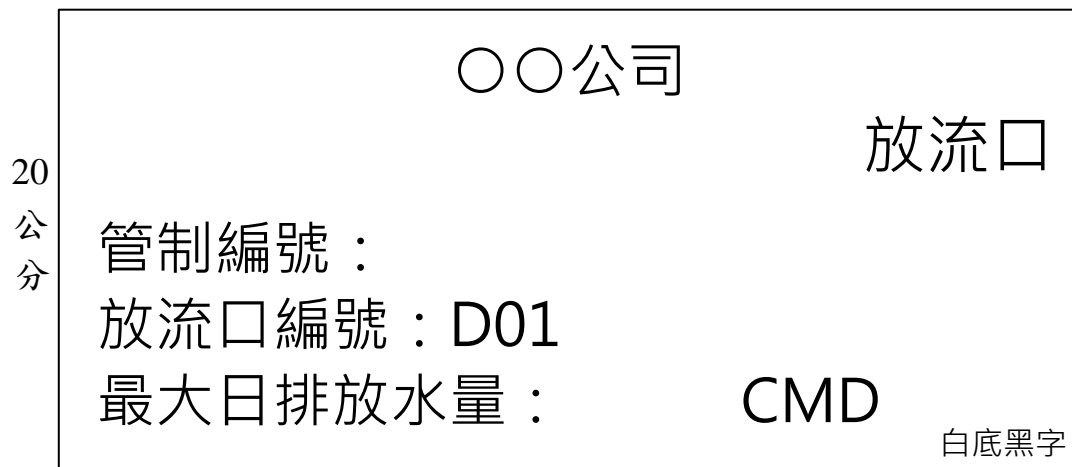 ○○公司
放流口
20
公
分
管制編號：
放流口編號：D01
最大日排放水量： CMD
白底黑字